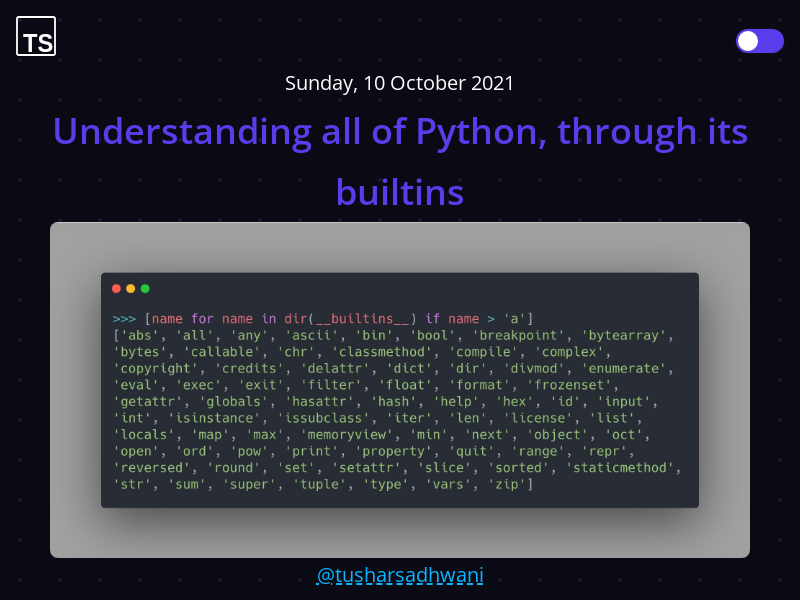 TS
Sunday, 10 October 2021
Understanding all of Python, through its
builtins
>>> [name for name in dir(__builtins__) if name > 'a']
['abs', 'all', 'any', 'ascii', 'bin', 'bool', 'breakpoint', 'bytearray',
'bytes', 'callable', 'chr', 'classmethod', 'compile', 'complex',
'copyright', 'credits', 'delattr', 'dict', 'dir', 'divmod', 'enumerate',
'eval', 'exec', 'exit', 'filter', 'float', 'format', 'frozenset',
'getattr', 'globals', 'hasattr', 'hash', 'help', 'hex', 'id', 'input',
'int', 'isinstance', 'issubclass', 'iter', 'len', 'license', 'list',
'locals', 'map', 'max', 'memoryview', 'min', 'next', 'object', 'oct',
'open', 'ord', 'pow', 'print', 'property', 'quit', 'range', 'repr',
'reversed', 'round', 'set', 'setattr', 'slice', 'sorted', 'staticmethod',
'str', 'sum', 'super', 'tuple', 'type', 'vars', 'zip']
@tusharsadhwani